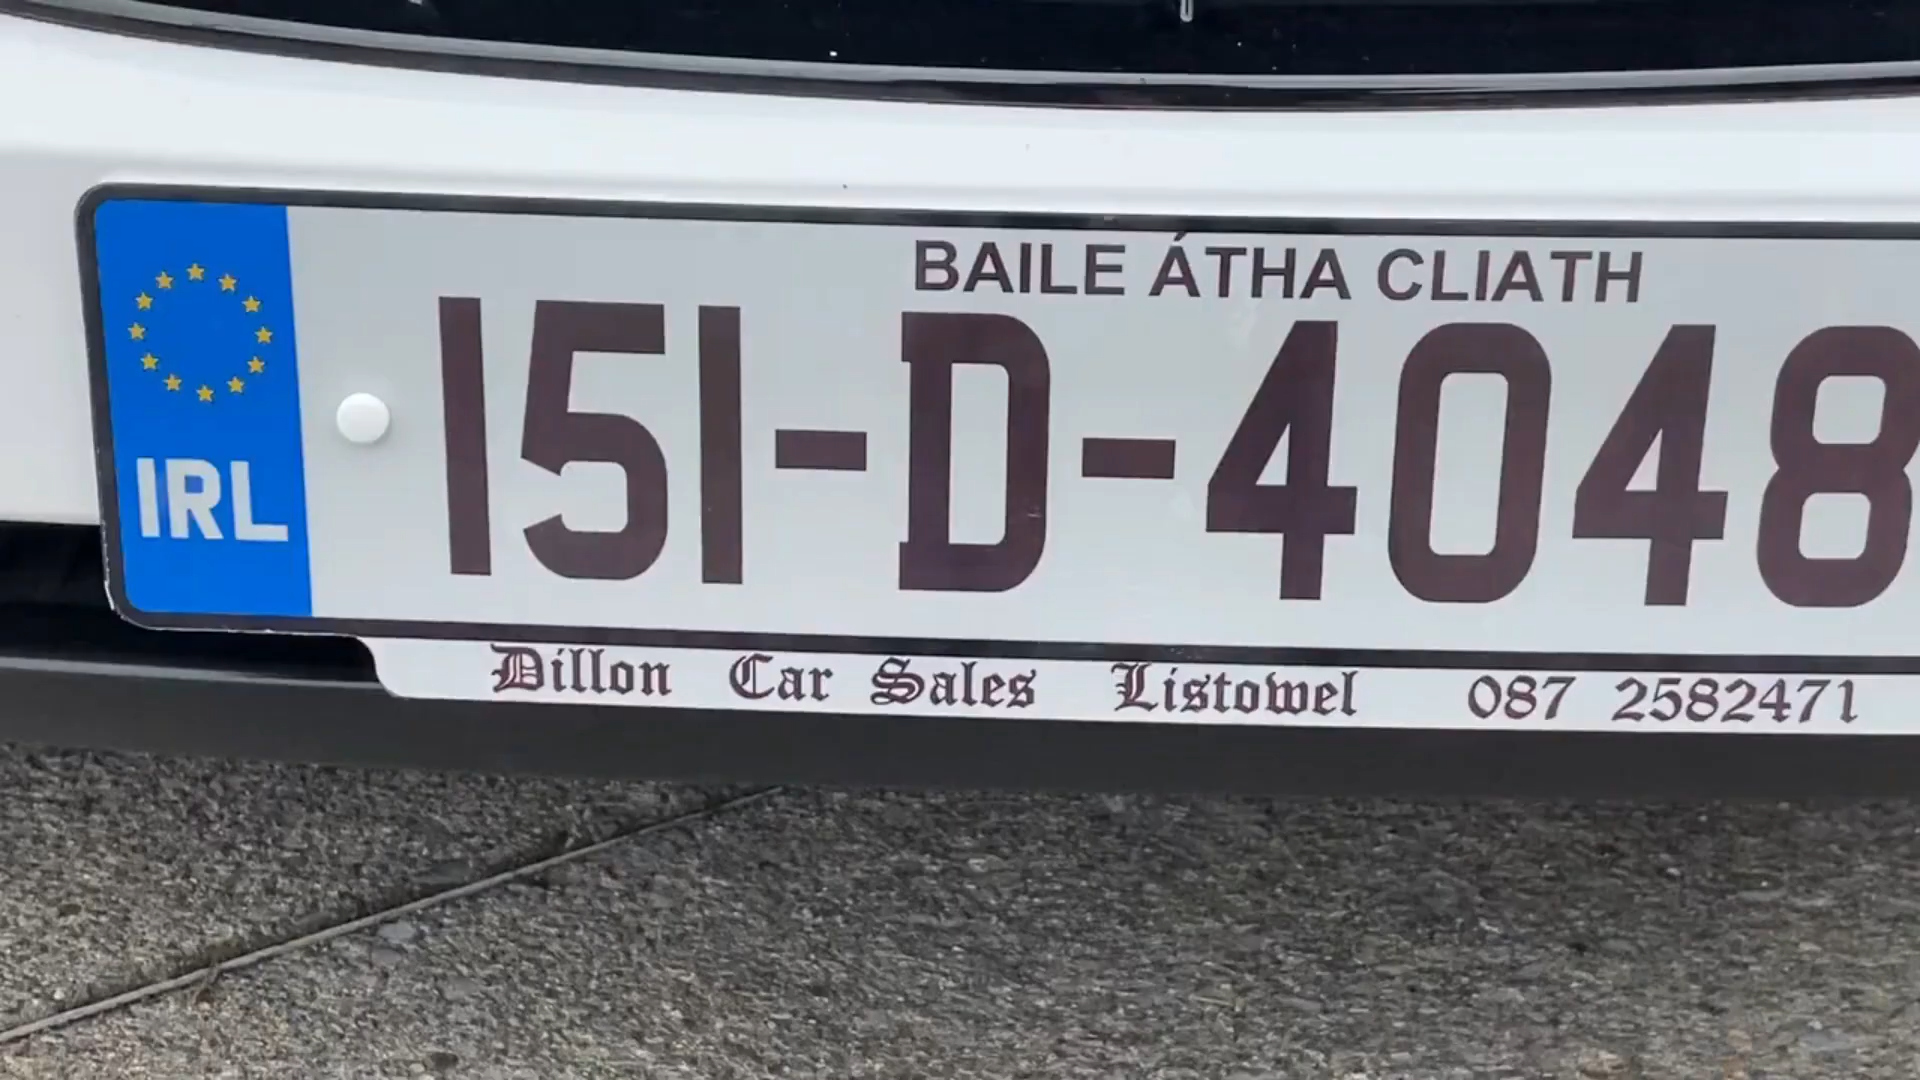 BAILE ÁTHA CLIATH
IRL 151-D-4048
Dillon Car Sales Listowel 087 2582471